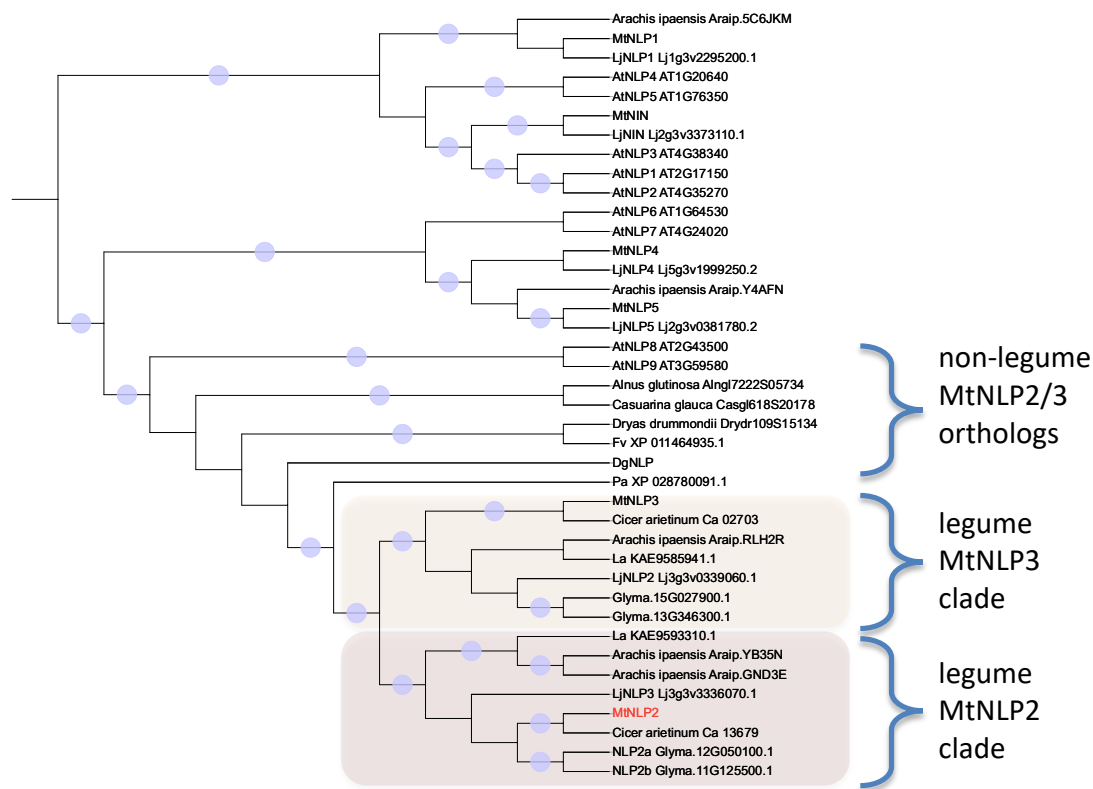 Arachis ipaensis Araip.5C6JKM
MtNLP1
LjNLP1 Lj1g3v2295200.1
AtNLP4 AT1G20640
AtNLP5 AT1G76350
MtNIN
LjNIN Lj2g3v3373110.1
AtNLP3 AT4G38340
AtNLP1 AT2G17150
AtNLP2 AT4G35270
AtNLP6 AT1G64530
AtNLP7 AT4G24020
MtNLP4
LjNLP4 Lj5g3v1999250.2
Arachis ipaensis Araip.Y4AFN
MtNLP5
LjNLP5 Lj2g3v0381780.2
AtNLP8 AT2G43500
AtNLP9 AT3G59580
Alnus glutinosa Alngl7222S05734
Casuarina glauca Casgl618S20178
Dryas drummondii Drydr109S15134
Fv XP 011464935.1
DgNLP
Pa XP 028780091.1
MtNLP3
Cicer arietinum Ca 02703
Arachis ipaensis Araip.RLH2R
La KAE9585941.1
LjNLP2 Lj3g3v0339060.1
Glyma.15G027900.1
Glyma.13G346300.1
La KAE9593310.1
Arachis ipaensis Araip.YB35N
Arachis ipaensis Araip.GND3E
LjNLP3 Lj3g3v3336070.1
MtNLP2
Cicer arietinum Ca 13679
NLP2a Glyma.12G050100.1
NLP2b Glyma.11G125500.1
non-legume
MtNLP2/3
orthologs
legume
MtNLP3
clade
legume
MtNLP2
clade